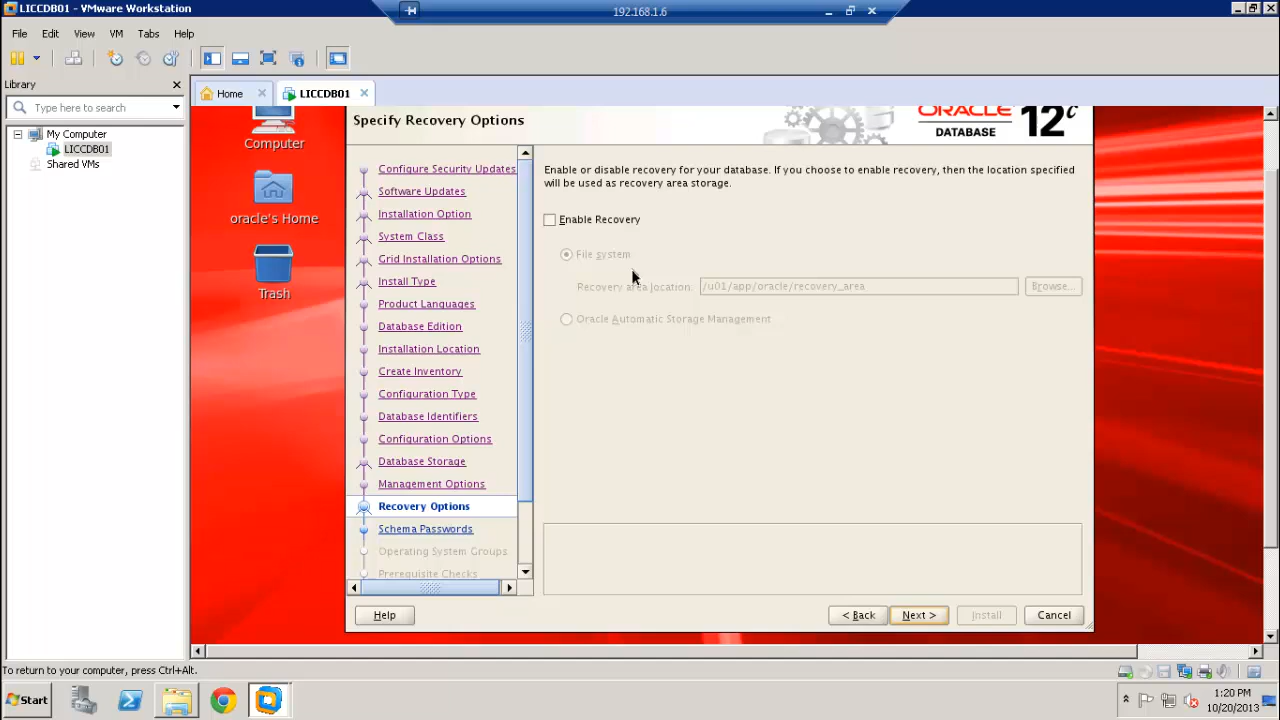 LICCDB01 - VMware Workstation
192.168.1.6
File Edit View VM Tabs Help
Library
Type here to search
My Computer
LICCDB01
Shared VMs
Home
LICCDB01
Computer
oracle's Home
Trash
Specify Recovery Options
ORACLE
DATABASE
12c
Configure Security Updates
Software Updates
Installation Option
System Class
Grid Installation Options
Install Type
Product Languages
Database Edition
Installation Location
Create Inventory
Configuration Type
Database Identifiers
Configuration Options
Database Storage
Management Options
Recovery Options
Schema Passwords
Operating System Groups
Prerequisite Checks
Enable or disable recovery for your database. If you choose to enable recovery, then the location specified
will be used as recovery area storage.
Enable Recovery
File system
Recovery area location: /u01/app/oracle/recovery_area Browse...
Oracle Automatic Storage Management
Help < Back Next > Install Cancel
To return to your computer, press Ctrl+Alt.
Start
1:20 PM
10/20/2013